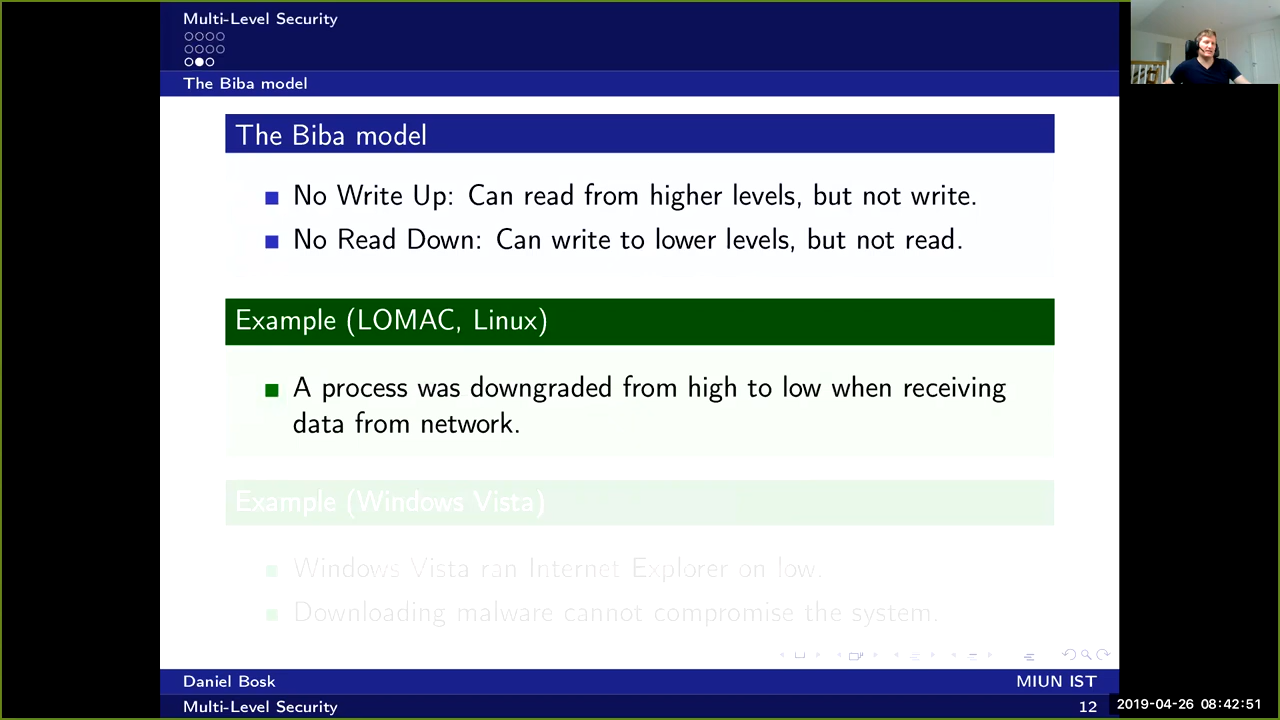 Multi-Level Security
The Biba model
The Biba model
No Write Up: Can read from higher levels, but not write.
No Read Down: Can write to lower levels, but not read.
Example (LOMAC, Linux)
A process was downgraded from high to low when receiving
data from network.
Example (Windows Vista)
Windows Vista ran Internet Explorer on low.
Downloading malware cannot compromise the system.
Daniel Bosk
MIUN IST
Multi-Level Security
12
2019-04-26 08:42:51